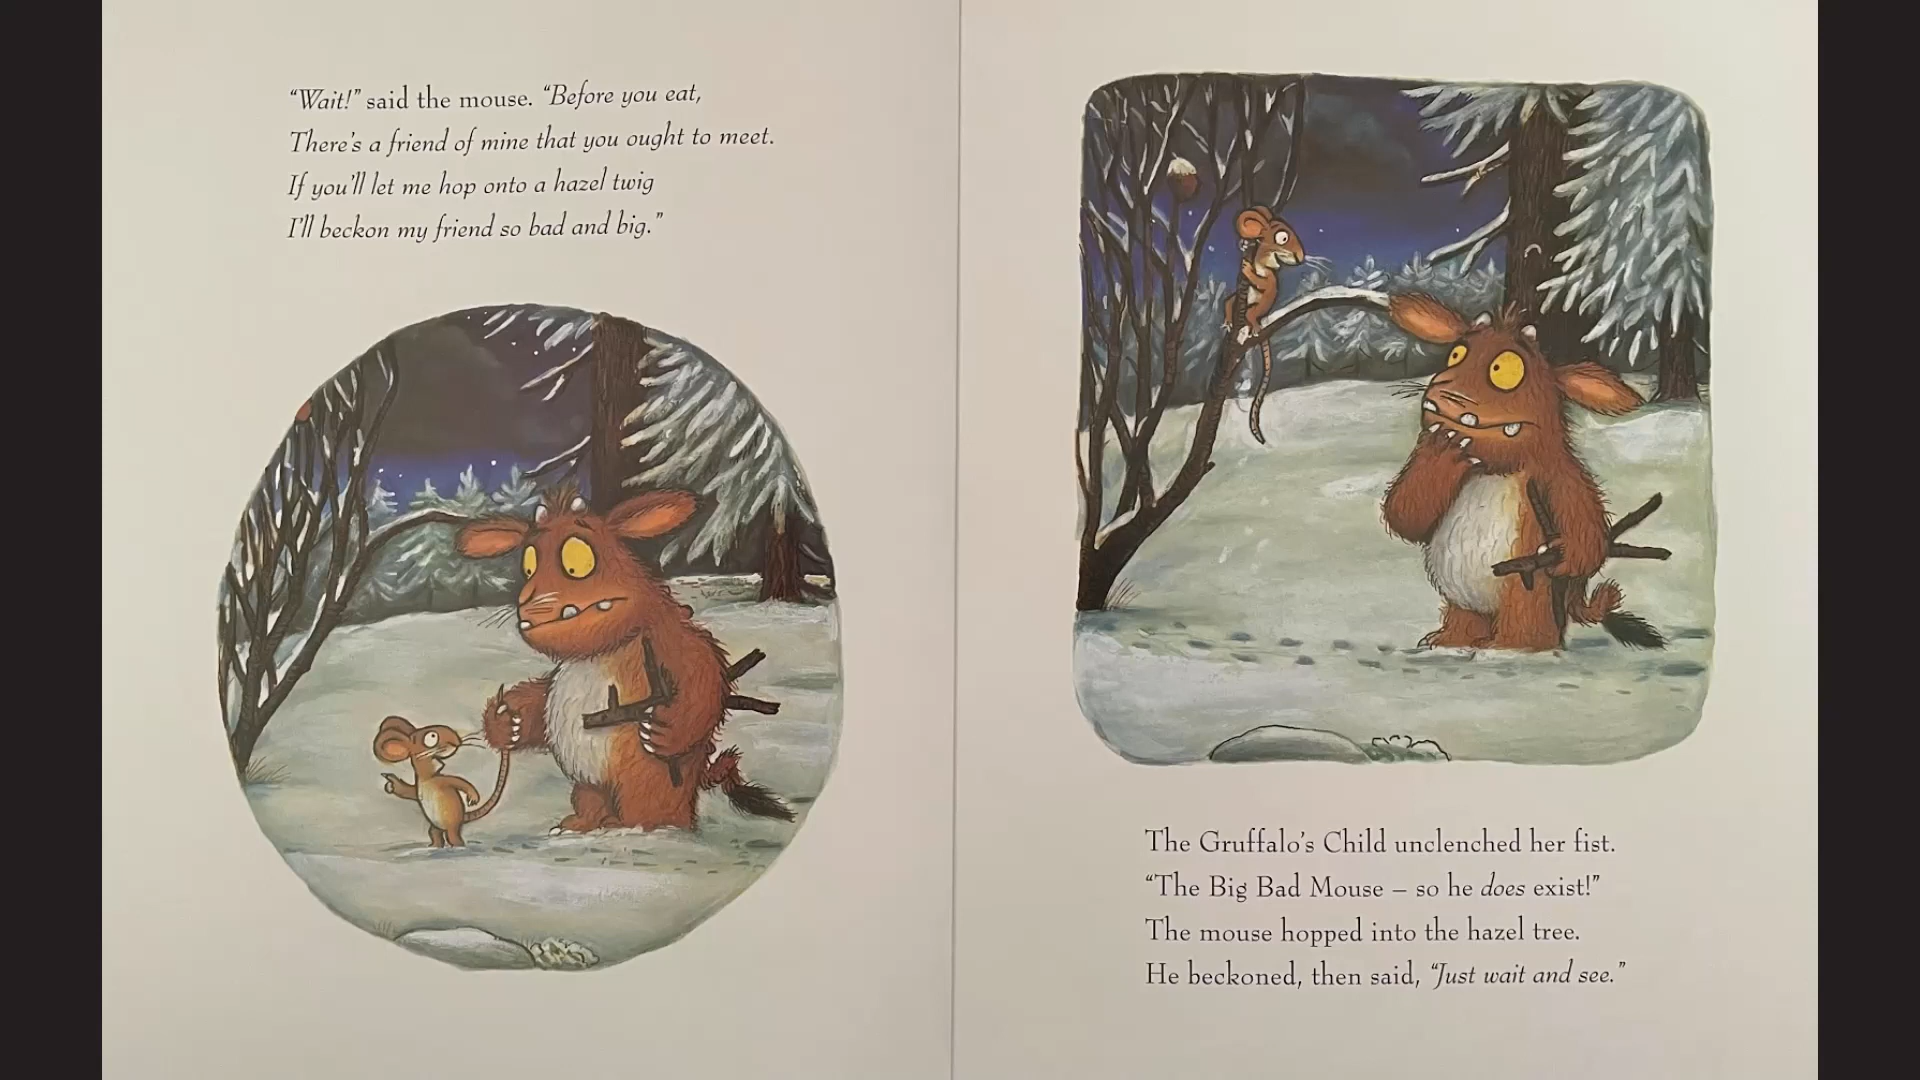 “Wait!” said the mouse. “Before you eat,
There's a friend of mine that you ought to meet.
If you'll let me hop onto a hazel twig
I'll beckon my friend so bad and big.”
The Gruffalo's Child unclenched her fist.
“The Big Bad Mouse – so he does exist!”
The mouse hopped into the hazel tree.
He beckoned, then said, “Just wait and see.”